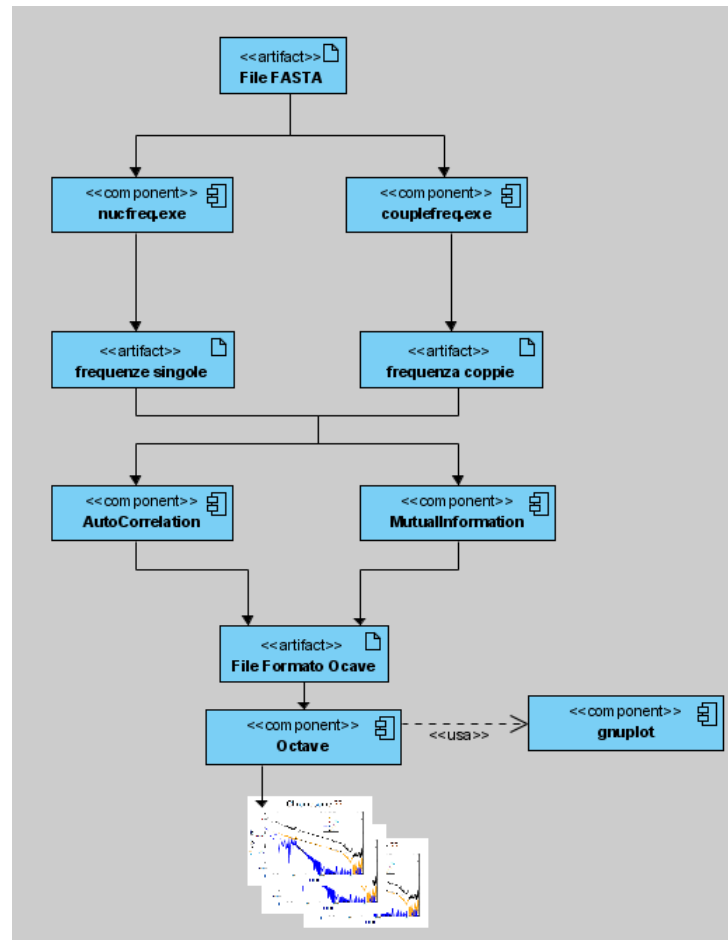 <<artifact>>
File FASTA
<<component>>
nucfreq.exe
<<component>>
couplefreq.exe
<<artifact>>
frequenze singole
<<artifact>>
frequenza coppie
<<component>>
AutoCorrelation
<<component>>
MutualInformation
<<artifact>>
File Formato Ocave
<<component>>
Octave
<<usa>>
<<component>>
gnuplot